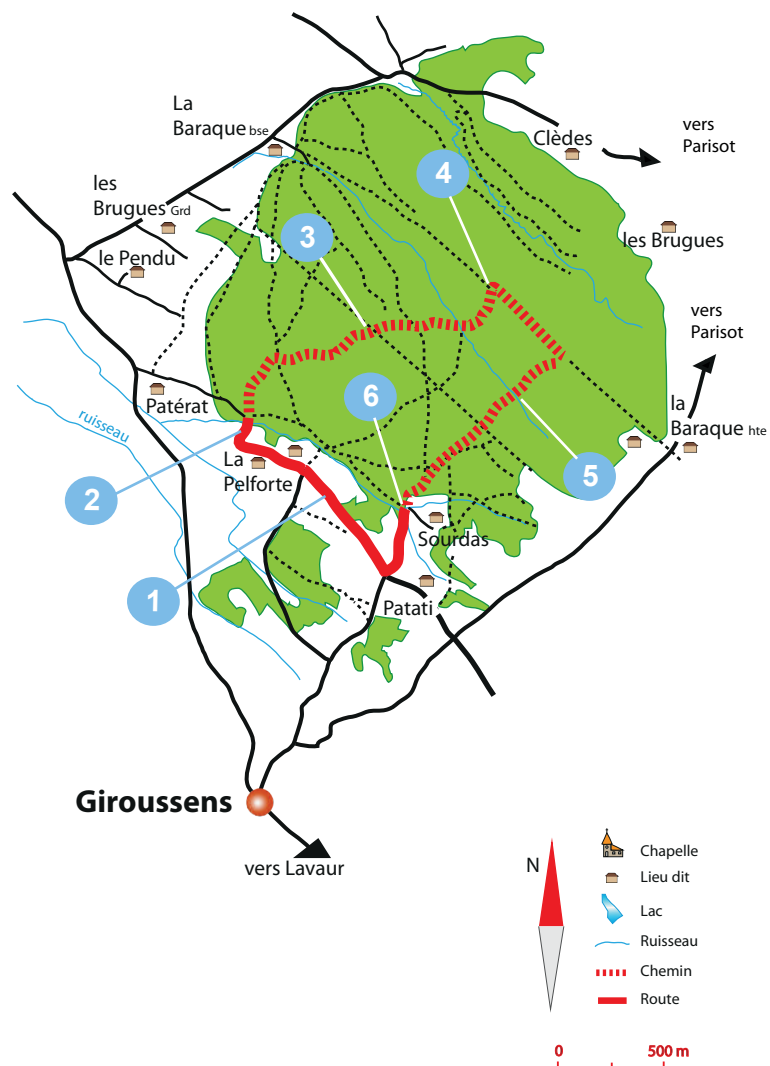 La
Baraque bse
Clèdes
vers
Parisot
4
les
Brugues Grd
3
les Brugues
le Pendu
vers
Parisot
6
Patérat
la
Baraque hte
ruisseau
La
Pelforte
5
2
Sourdas
1
Patati
Giroussens
vers Lavaur
N
Chapelle
Lieu dit
Lac
Ruisseau
Chemin
Route
0
500 m